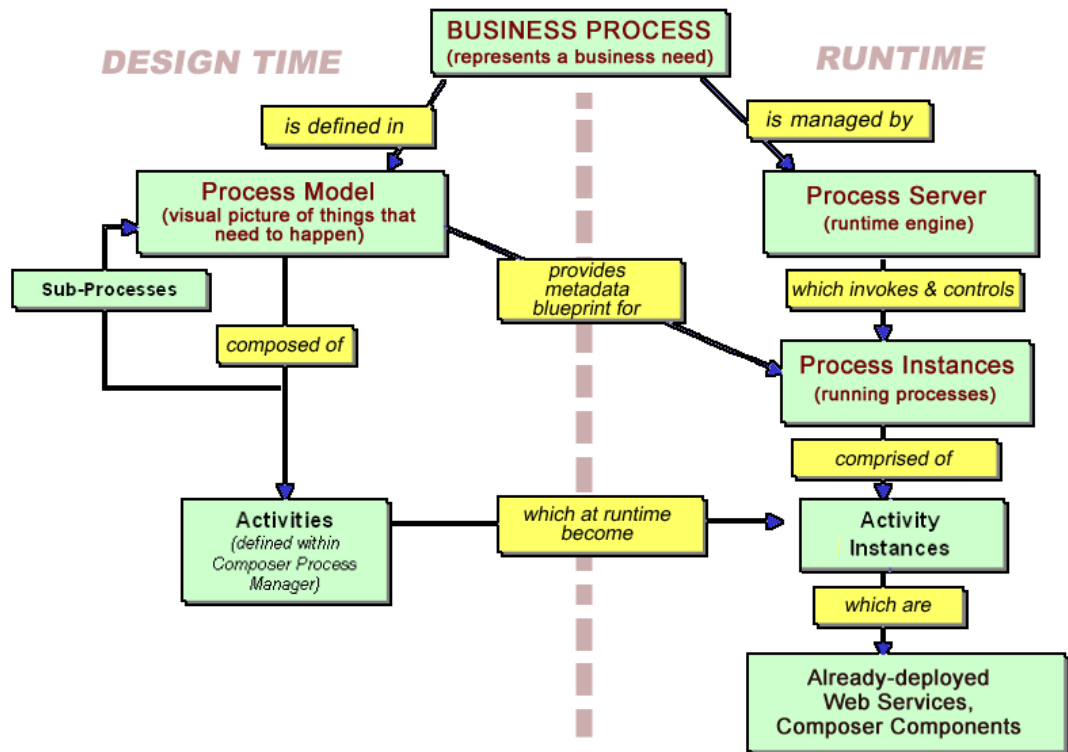 BUSINESS PROCESS
(represents a business need)
DESIGN TIME
RUNTIME
is defined in
is managed by
Process Model
(visual picture of things that
need to happen)
Process Server
(runtime engine)
Sub-Processes
provides
metadata
blueprint for
which invokes & controls
composed of
Process Instances
(running processes)
comprised of
Activities
(defined within
Composer Process
Manager)
which at runtime
become
Activity
Instances
which are
Already-deployed
Web Services,
Composer Components